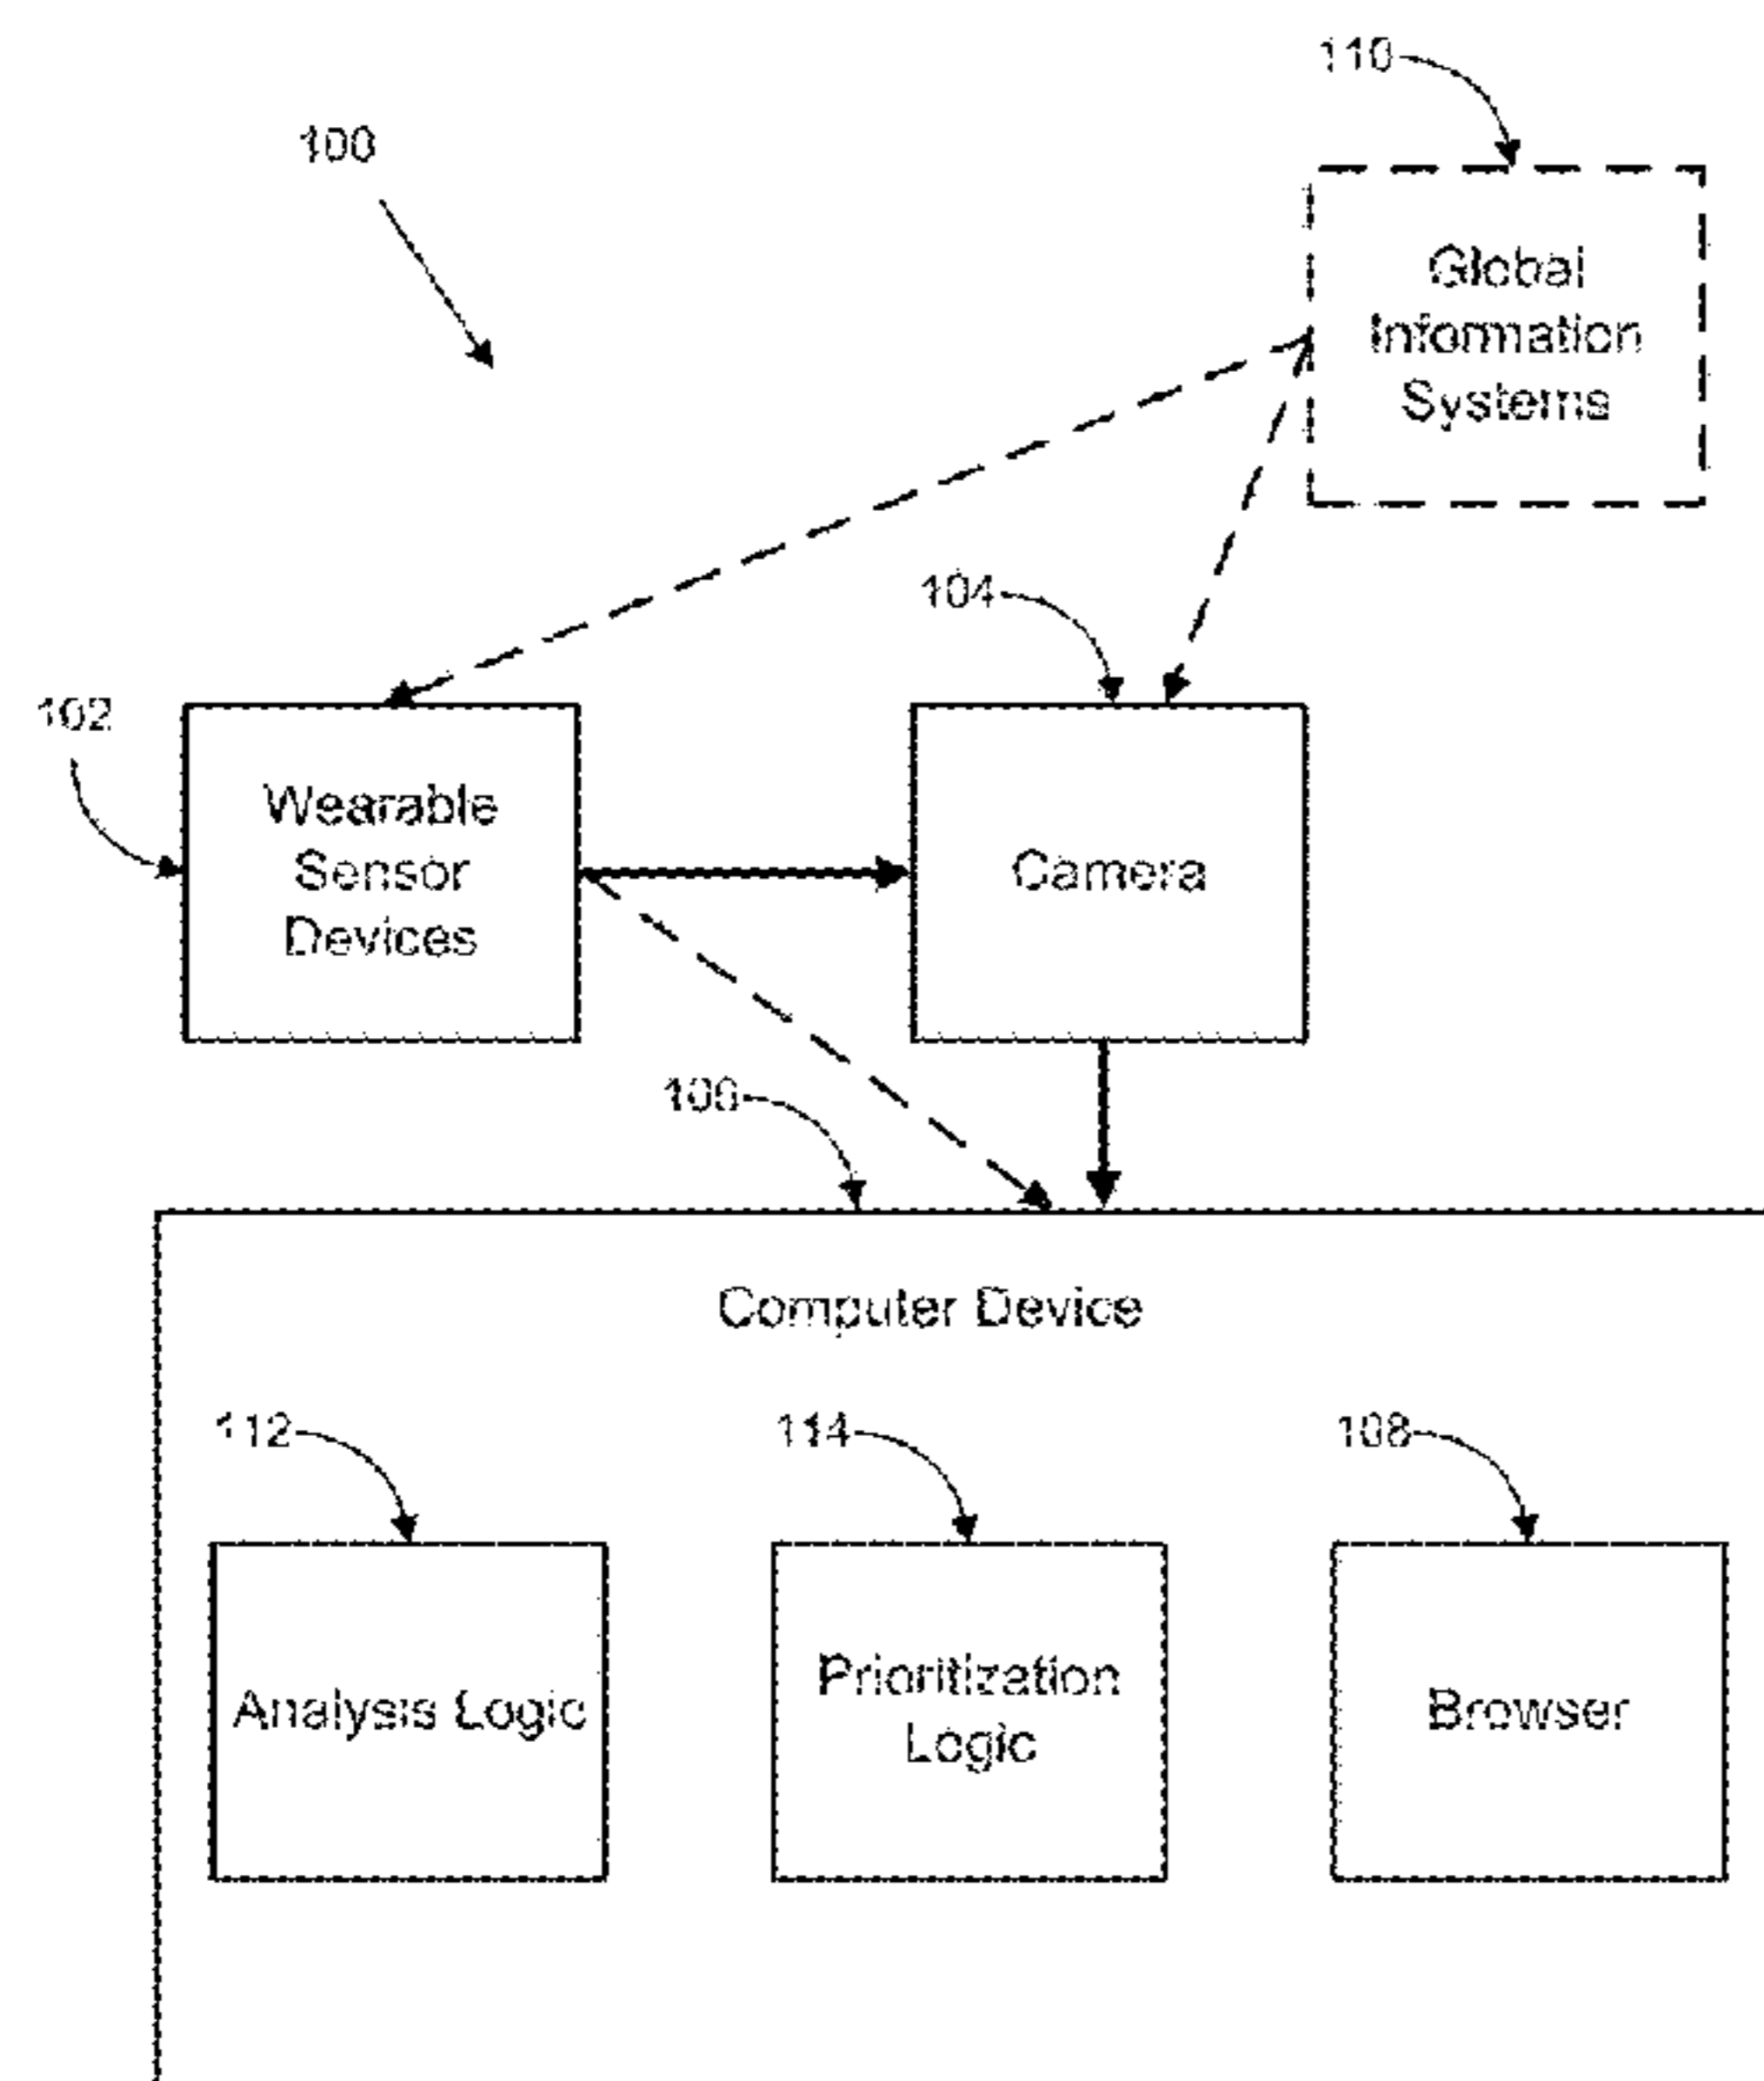 110
100
Global
Information
Systems
104
102
Wearable
Sensor
Devices
Camera
106
Computer Device
112
114
108
Analysis Logic
Prioritization
Logic
Browser